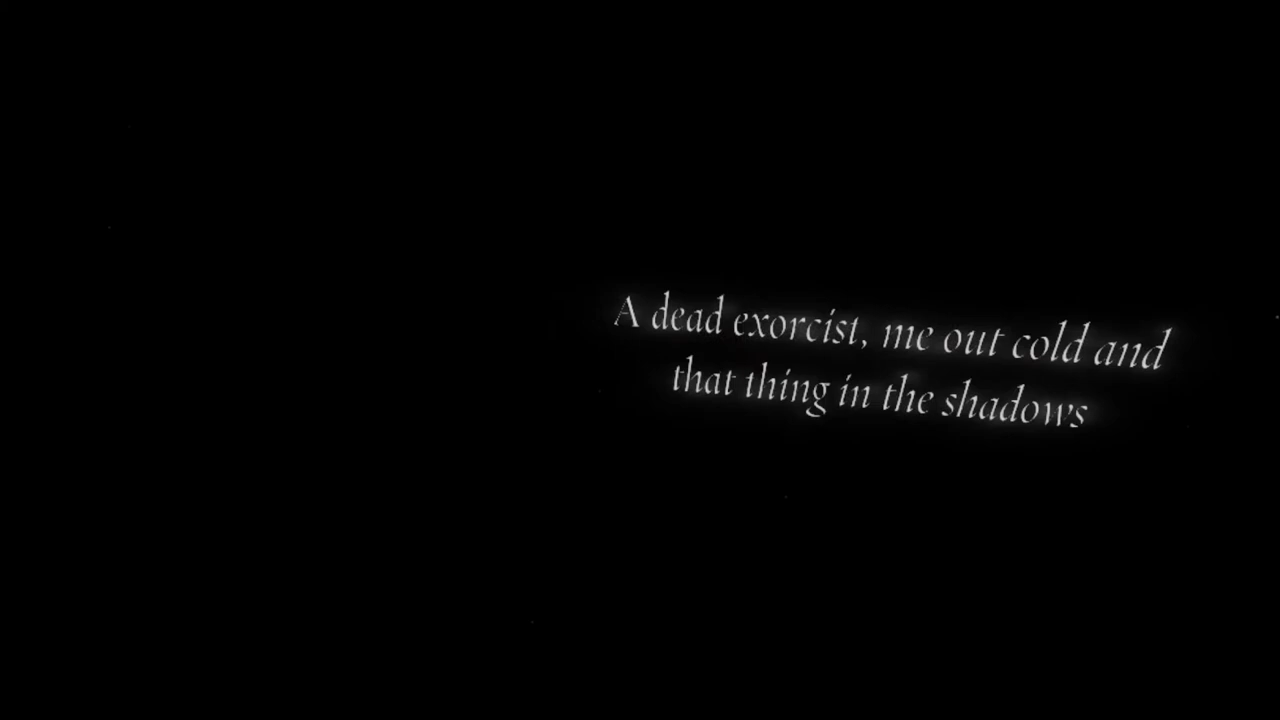 A dead exorcist, me out cold and
that thing in the shadows